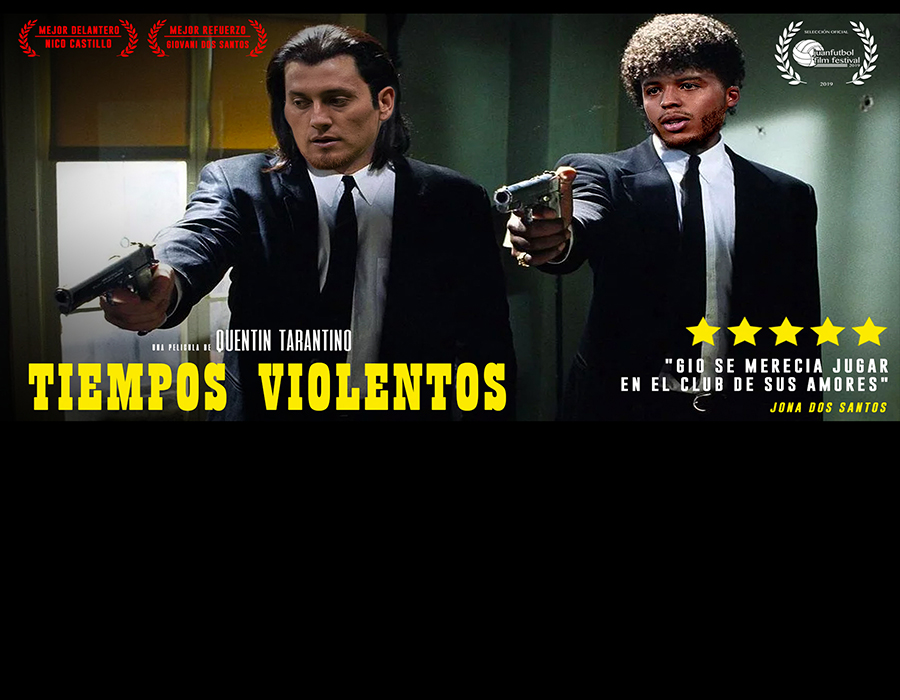 MEJOR DELANTERO
NICO CASTILLO
MEJOR REFUERZO
GIOVANI DOS SANTOS
SELECCIÓN OFICIAL
juanfutbol
film festival
2019
2019
UNA PELICULA DE QUENTIN TARANTINO
TIEMPOS VIOLENTOS
"GIO SE MERECIA JUGAR
EN EL CLUB DE SUS AMORES"
JONA DOS SANTOS